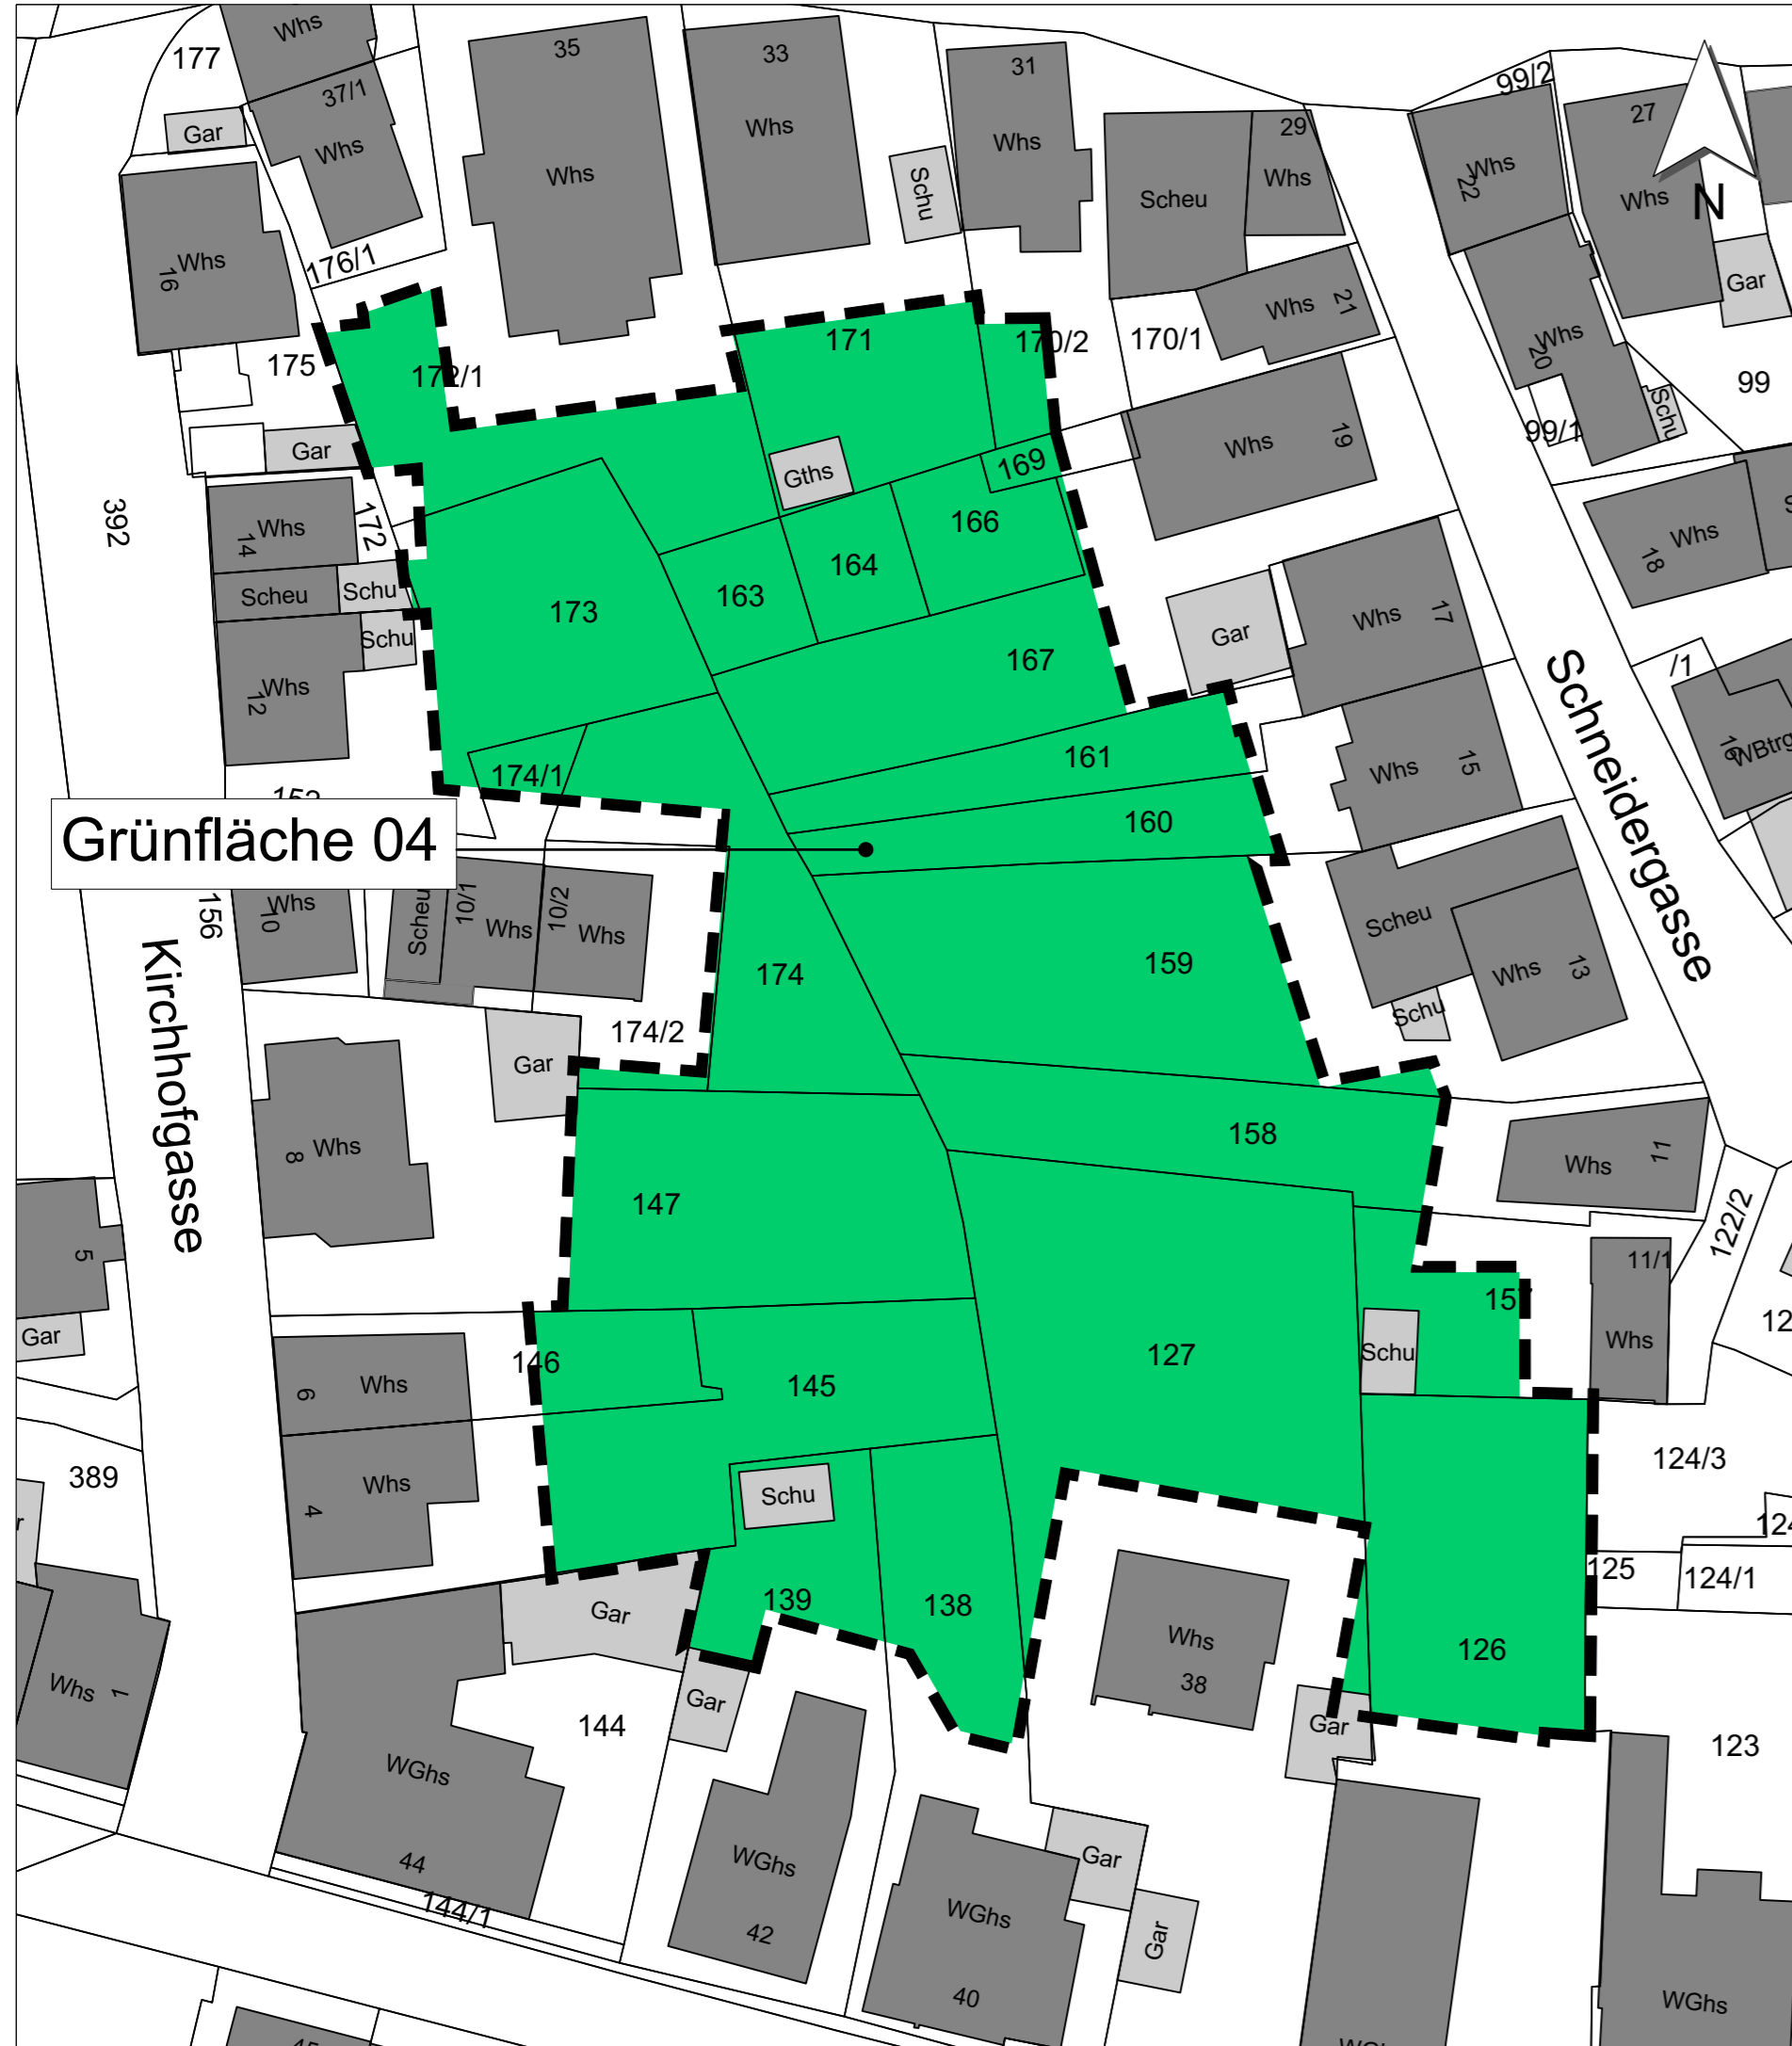 Whs
35
33
31
99/2
177
37/1
Gar
Whs
Whs
Whs
Whs
29
27
Scheu
Whs
Whs
22
Whs
N
Schu
Whs
16
176/1
Gar
Whs
21
Whs
20
175
172/1
171
170/2
170/1
99
Schu
Gar
Gths
169
Whs
19
99/1
392
Whs
14
172
166
Whs
18
164
163
173
Scheu
Schu
Schu
Gar
Whs
17
Whs
12
167
/1
WBtrg
16
161
Whs
15
174/1
160
Schneidergasse
Grünfläche 04
156
Whs
10
Scheu
10/1
Whs
10/2
Whs
174
159
Scheu
Whs
13
Schu
174/2
Gar
Kirchhofgasse
Whs
8
158
Whs
11
147
122/2
5
Gar
11/1
157
Whs
127
Schu
146
145
6
Whs
389
Whs
4
124/3
Schu
125
124/1
139
138
Gar
Whs
38
126
Whs
1
Gar
144
Gar
123
WGhs
44
WGhs
42
Gar
WGhs
40
Gar
144/1
WGhs